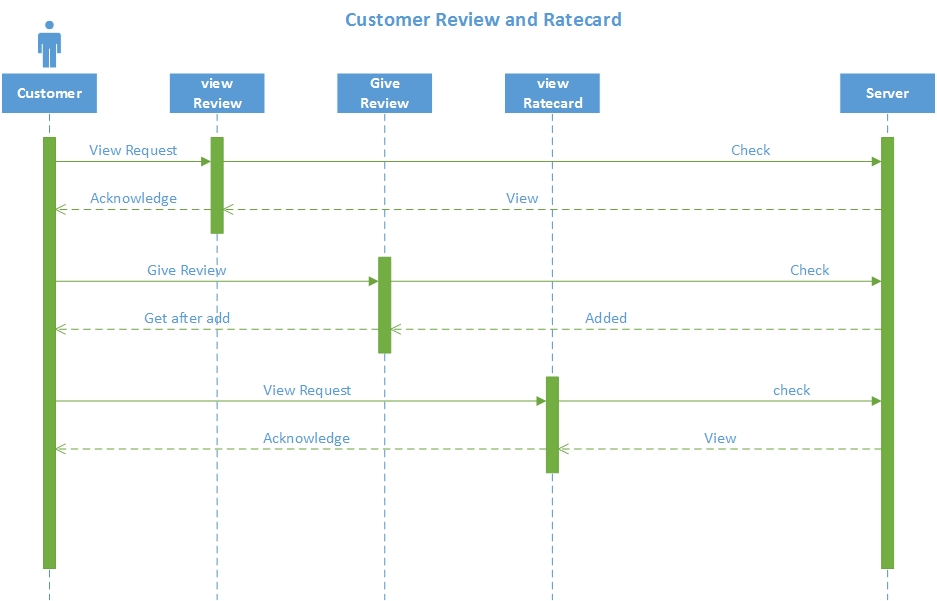 Customer Review and Ratecard
Customer
view
Review
Give
Review
view
Ratecard
Server
View Request
Check
Acknowledge
View
Give Review
Check
Get after add
Added
View Request
check
Acknowledge
View